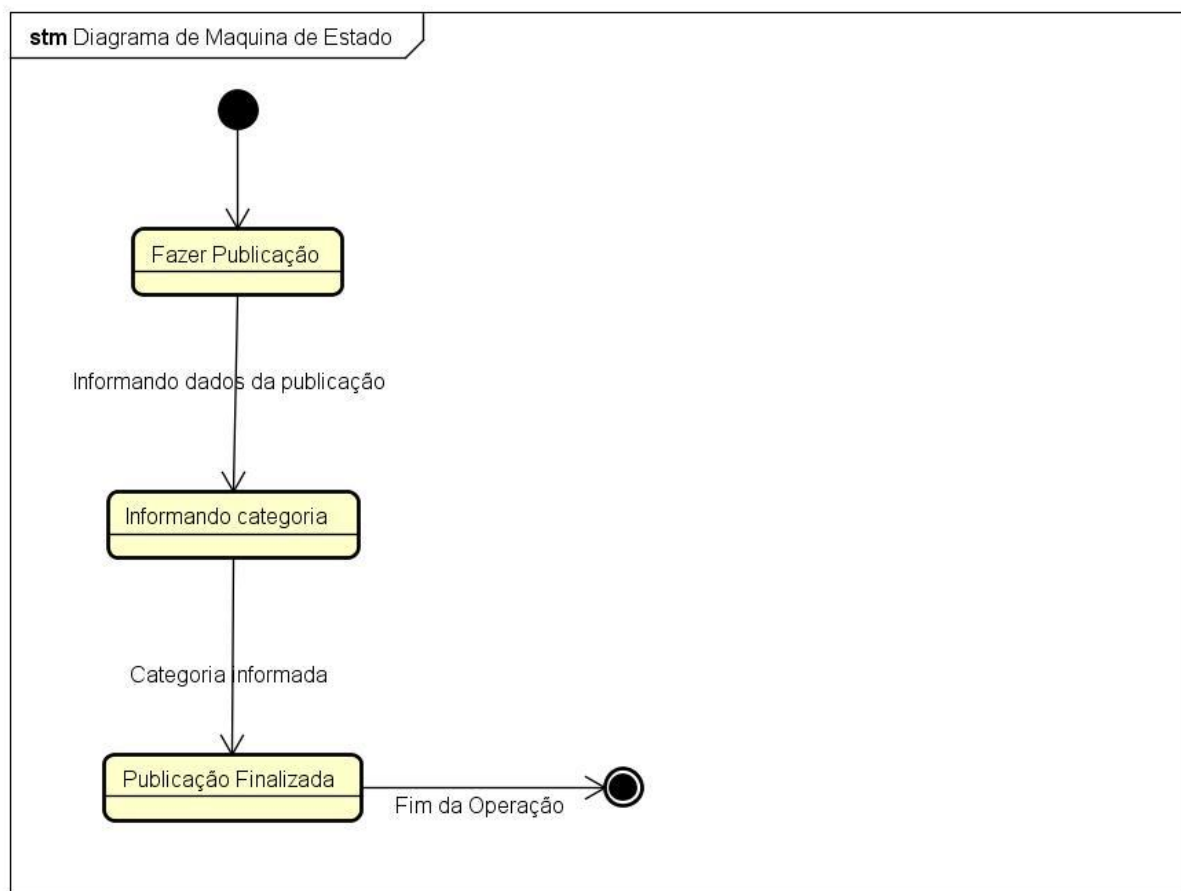 stm Diagrama de Maquina de Estado
Fazer Publicação
Informando dados da publicação
Informando categoria
Categoria informada
Publicação Finalizada
Fim da Operação